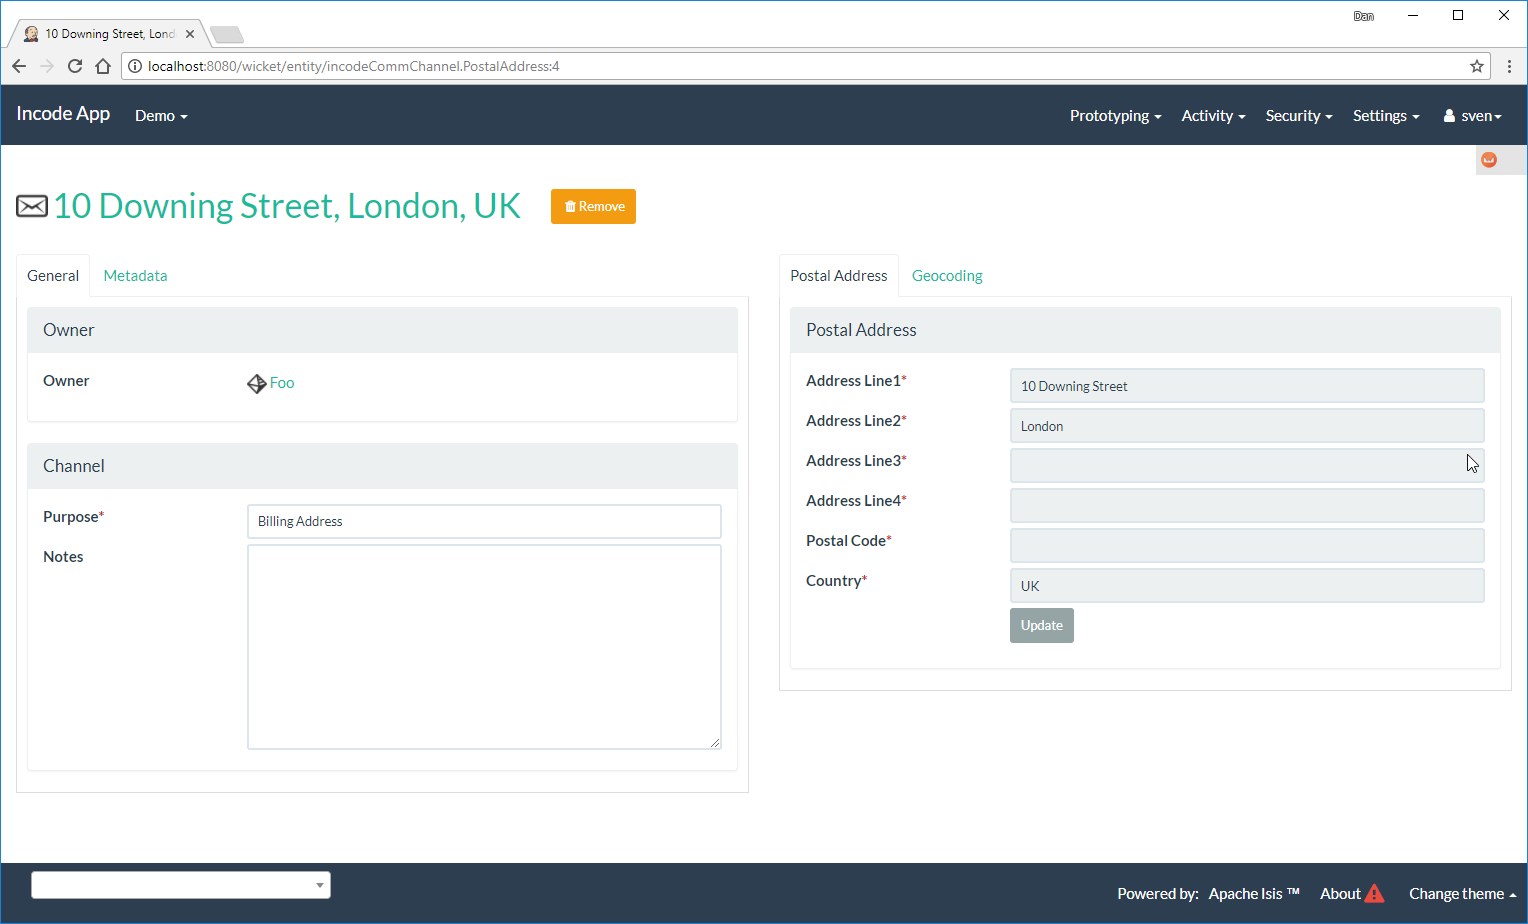 Dan
10 Downing Street, Lond
localhost:8080/wicket/entity/incodeCommChannel.PostalAddress:4
Incode App Demo Prototyping Activity Security Settings sven
10 Downing Street, London, UK Remove
General Metadata
Postal Address Geocoding
Owner
Owner Foo
Channel
Purpose* Billing Address
Notes
Postal Address
Address Line1* 10 Downing Street
Address Line2* London
Address Line3*
Address Line4*
Postal Code*
Country* UK
Update
Powered by: Apache Isis ™ About Change theme